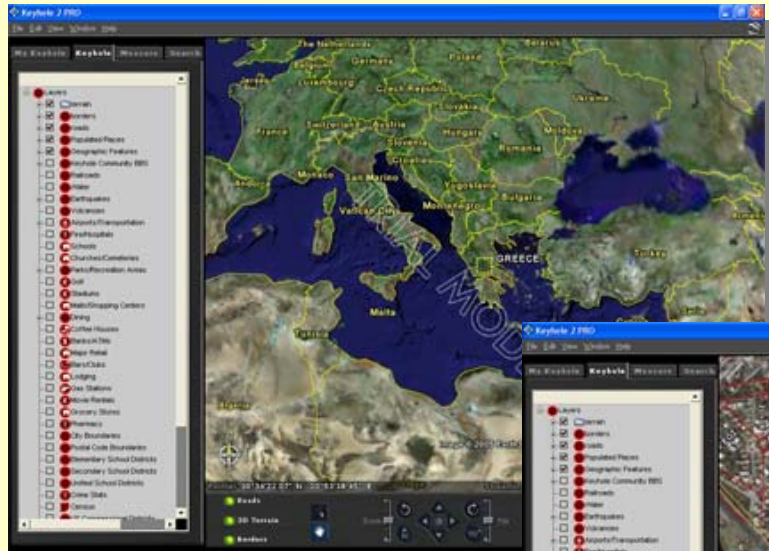 Keyhole 2 PRO
File Edit View Window Help
My Keyhole Keyhole Measure Search
Layers
terrain
borders
roads
Populated Places
Geographic Features
Keyhole Community BBS
Railroads
Water
Earthquakes
Volcanoes
Airports/Transportation
Fire/Hospitals
Schools
Churches/Cemeteries
Parks/Recreation Areas
Golf
Stadiums
Malls/Shopping Centers
Dining
Coffee Houses
Banks/ATMs
Major Retail
Bars/Clubs
Lodging
Gas Stations
Movie Rentals
Grocery Stores
Pharmacy
City Boundaries
Postal Code Boundaries
Elementary School Districts
Secondary School Districts
Unified School Districts
Crime Stats
Census
The Netherlands
Belarus
Belgium
Germany
Poland
Jersey
Luxembourg
Czech Republic
Ukraine
Slovakia
France
Switzerland
Austria
Hungary
Moldova
Slovenia
Romania
Croatia
Andorra
Monaco
San Marino
Yugoslavia
Bulgaria
Vatican City
Montenegro
Armenia
GREECE
Turkey
Malta
Tunisia
Algeria
TRIAL MODE
Roads
3D Terrain
Borders
Keyhole 2 PRO
File Edit View Window Help
My Keyhole Keyhole Measure Search
Layers
terrain
borders
roads
Populated Places
Geographic Features
Keyhole Community BBS
Railroads
Water
Earthquakes
Volcanoes
Airports/Transportation